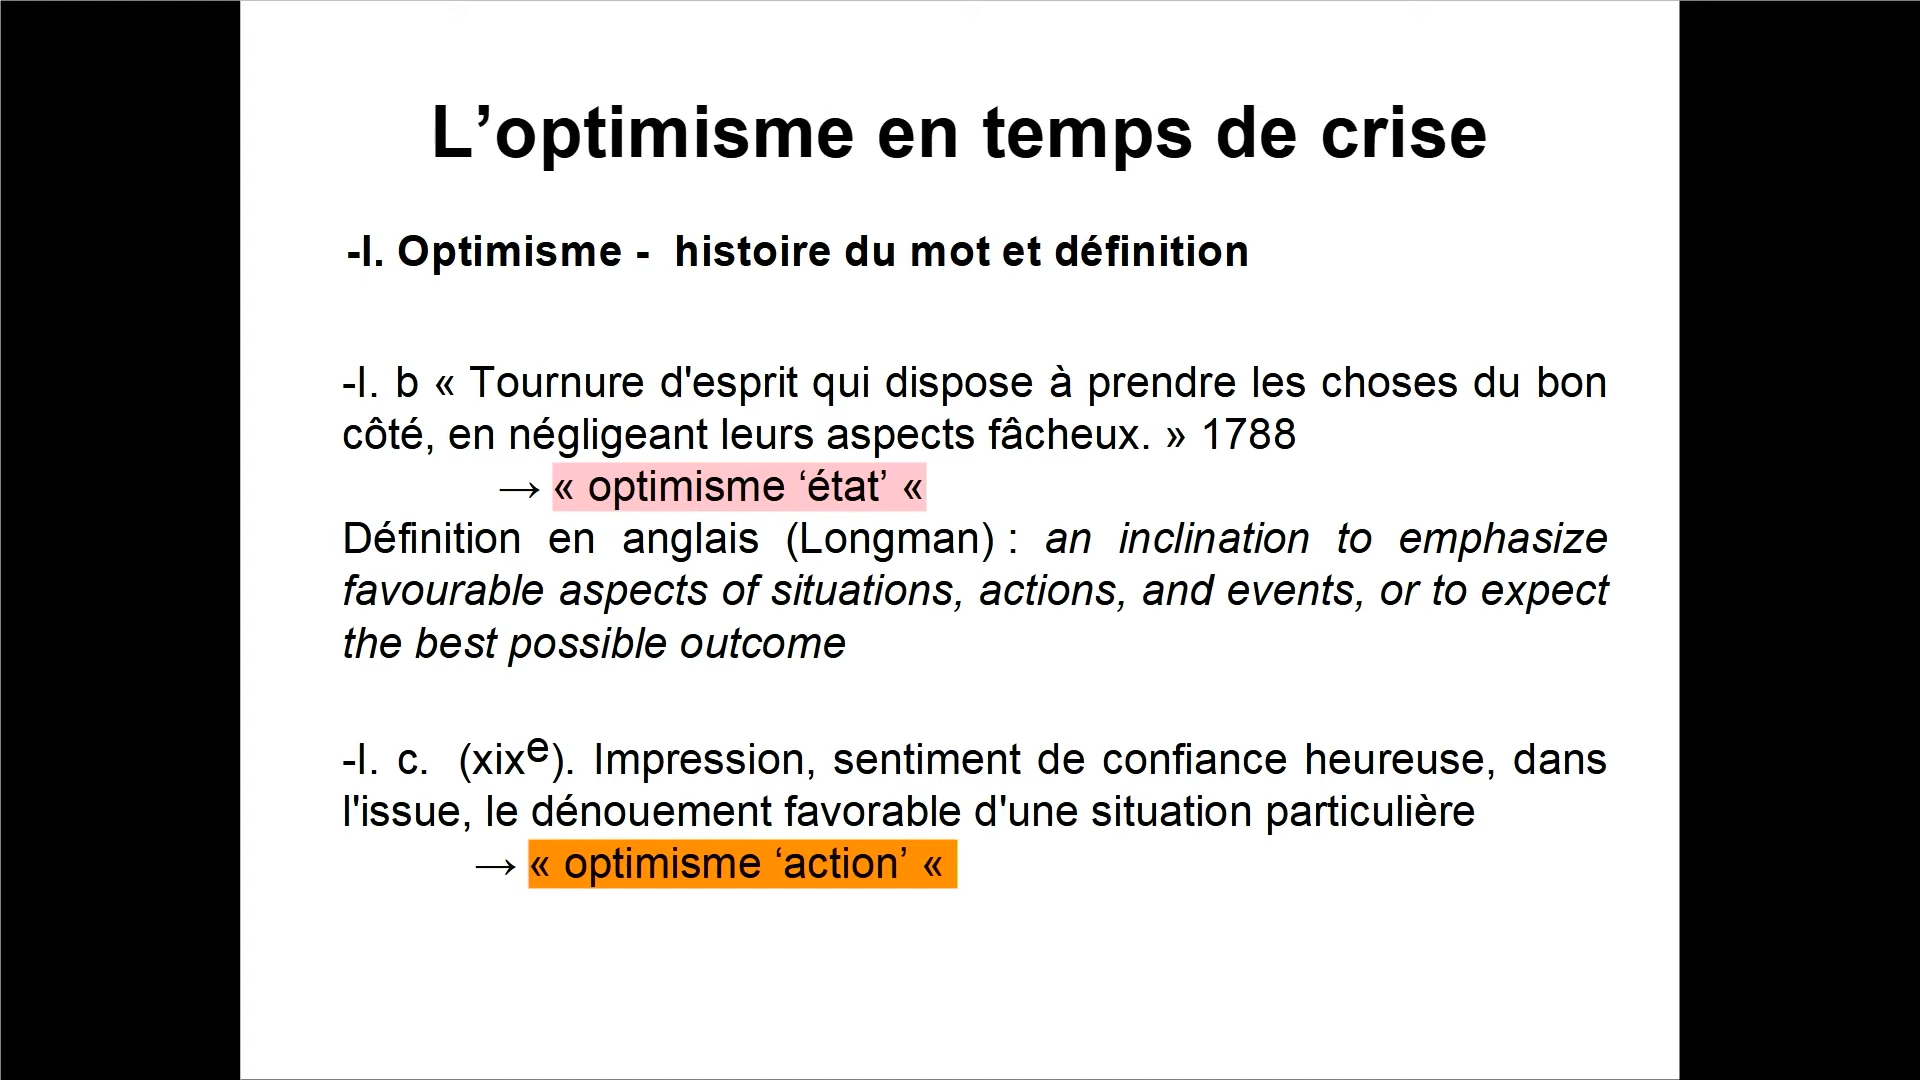 L’optimisme en temps de crise
-I. Optimisme - histoire du mot et définition
-I. b « Tournure d'esprit qui dispose à prendre les choses du bon
côté, en négligeant leurs aspects fâcheux. » 1788
→ « optimisme ‘état’ «
Définition en anglais (Longman) : an inclination to emphasize
favourable aspects of situations, actions, and events, or to expect
the best possible outcome
-I. c. (xixe). Impression, sentiment de confiance heureuse, dans
l'issue, le dénouement favorable d'une situation particulière
→ « optimisme ‘action’ «